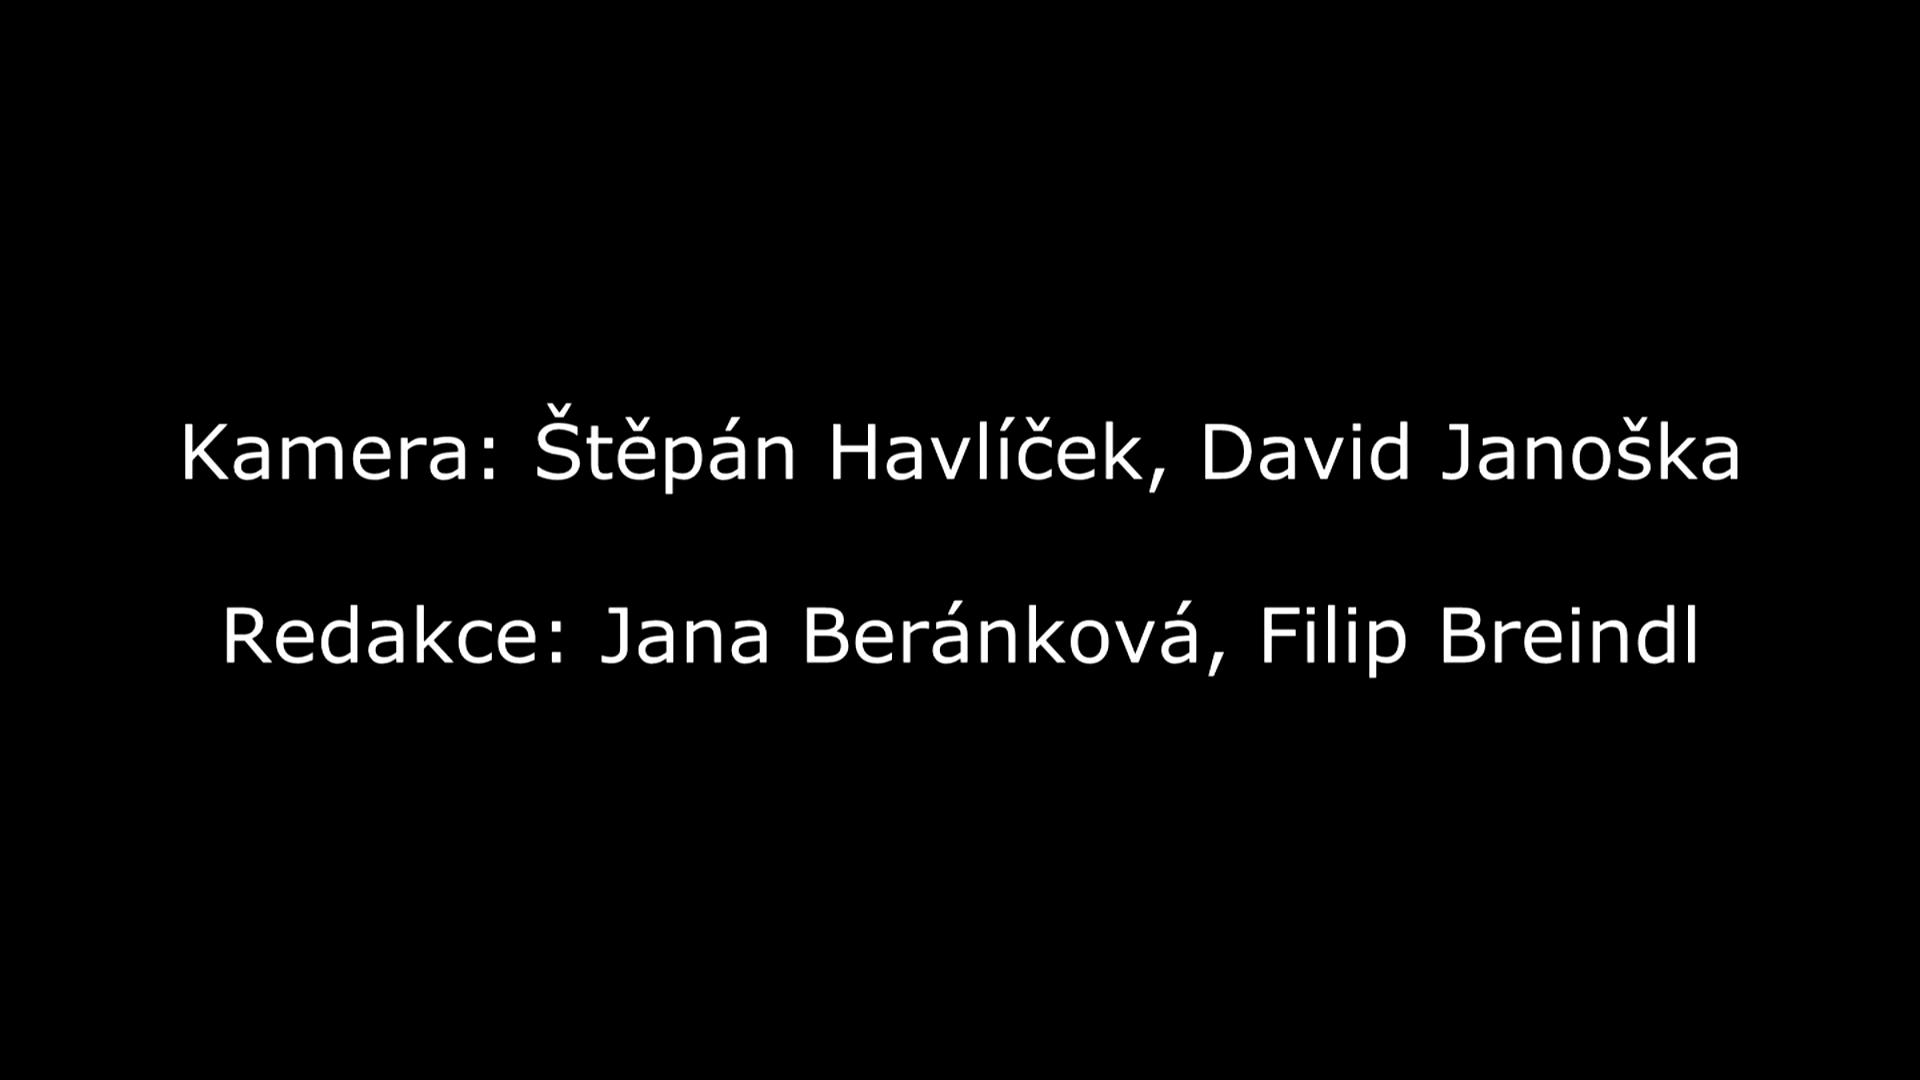 Kamera: Štěpán Havlíček, David Janoška
Redakce: Jana Beránková, Filip Breindl